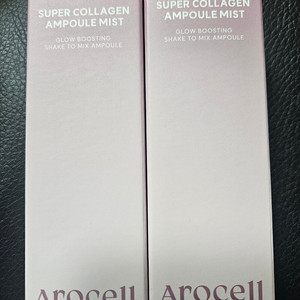 SUPER COLLAGEN
AMPOULE MIST
GLOW BOOSTING
SHAKE TO MIX AMPOULE
Arocell
SUPER COLLAGEN
AMPOULE MIST
GLOW BOOSTING
SHAKE TO MIX AMPOULE
Arocell